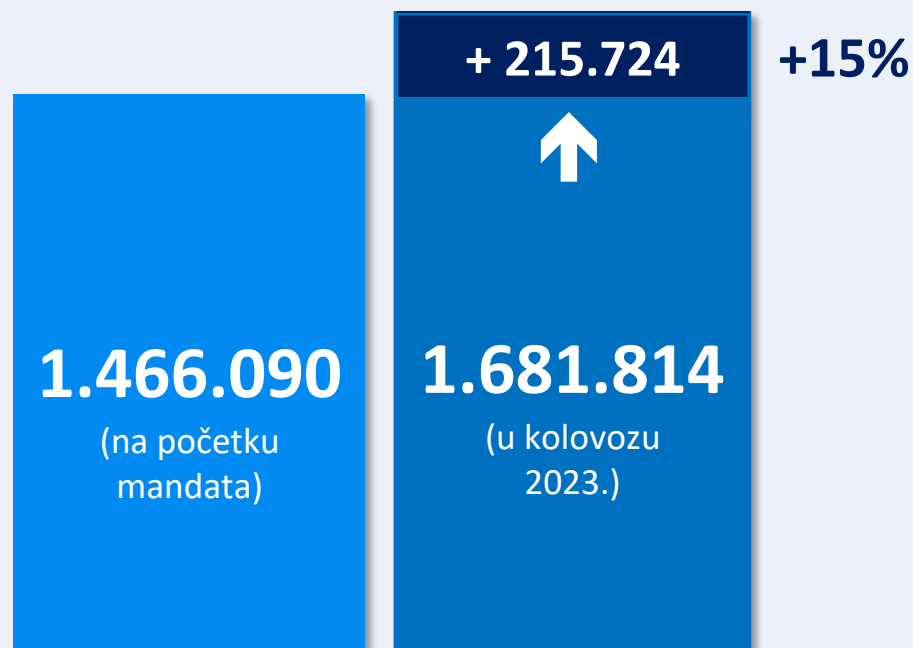 + 215.724
+15%
1.466.090
(na početku
mandata)
1.681.814
(u kolovozu
2023.)